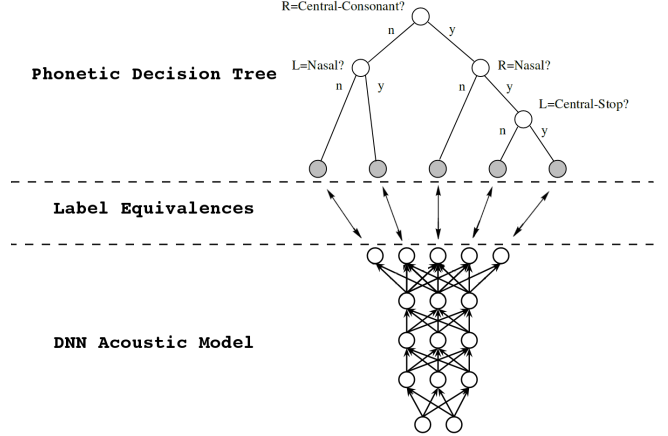 R=Central-Consonant?
n
y
Phonetic Decision Tree
L=Nasal?
R=Nasal?
n
y
n
y
L=Central-Stop?
n
y
Label Equivalences
DNN Acoustic Model